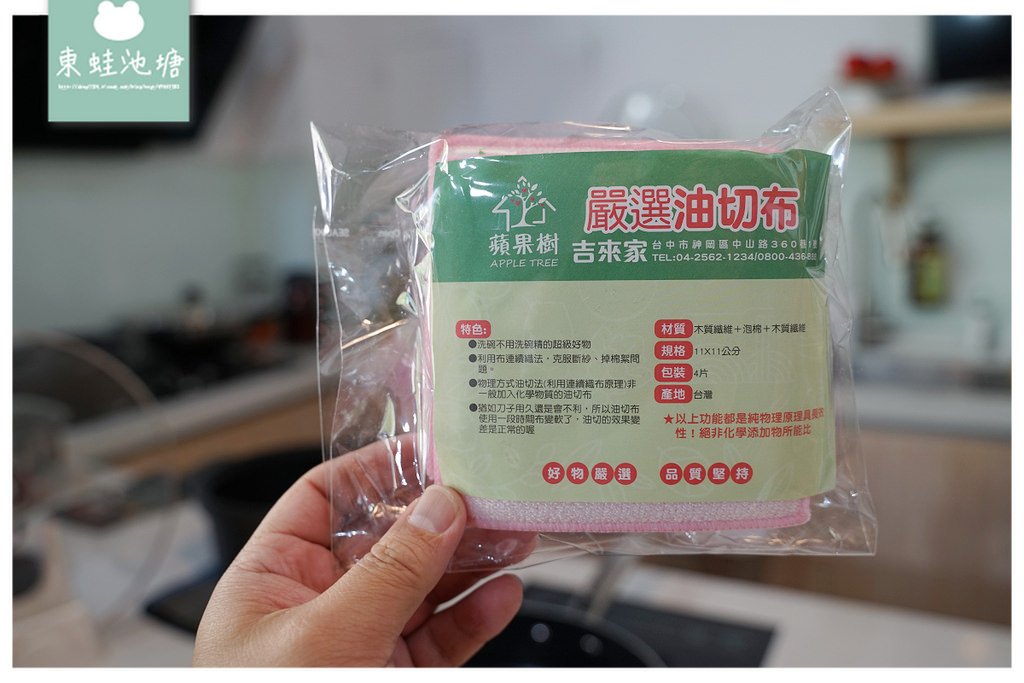 東蛙池塘
嚴選油切布
蘋果樹
APPLE TREE
吉來家
台中市神岡區中山路360巷
TEL:04-2562-1234/0800-436
特色:
●洗碗不用洗碗精的超級好物
●利用布連續織法,克服斷紗、掉棉絮問
題。
●物理方式油切法(利用連續織布原理)非
一般加入化學物質的油切布
●猶如刀子用久還是會不利,所以油切布
使用一段時間布變軟了,油切的效果變
差是正常的喔
材質 木質纖維+泡棉+木質纖維
規格 11X11公分
包裝 4片
產地 台灣
★以上功能都是純物理原理具長效
性!絕非化學添加物所能比
好物嚴選 品質堅持